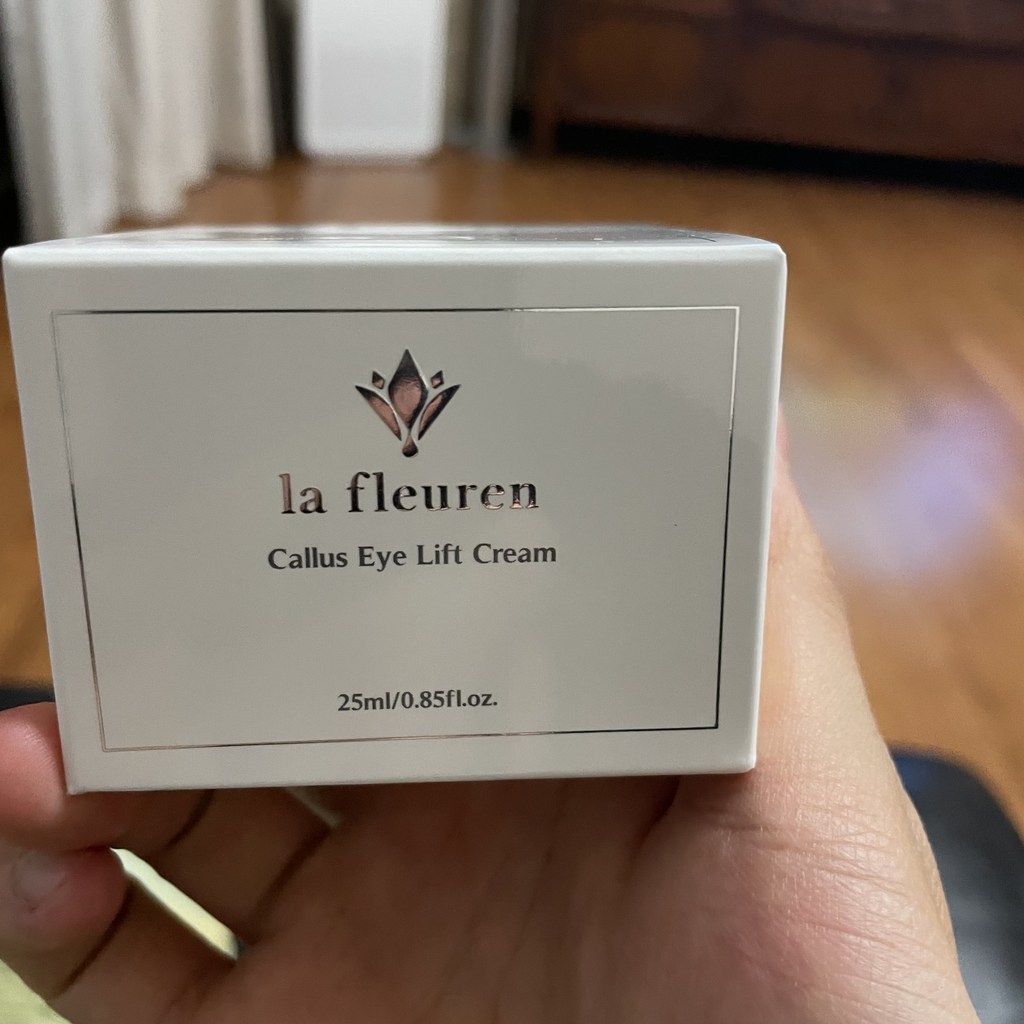 la fleuren
Callus Eye Lift Cream
25ml/0.85fl.oz.